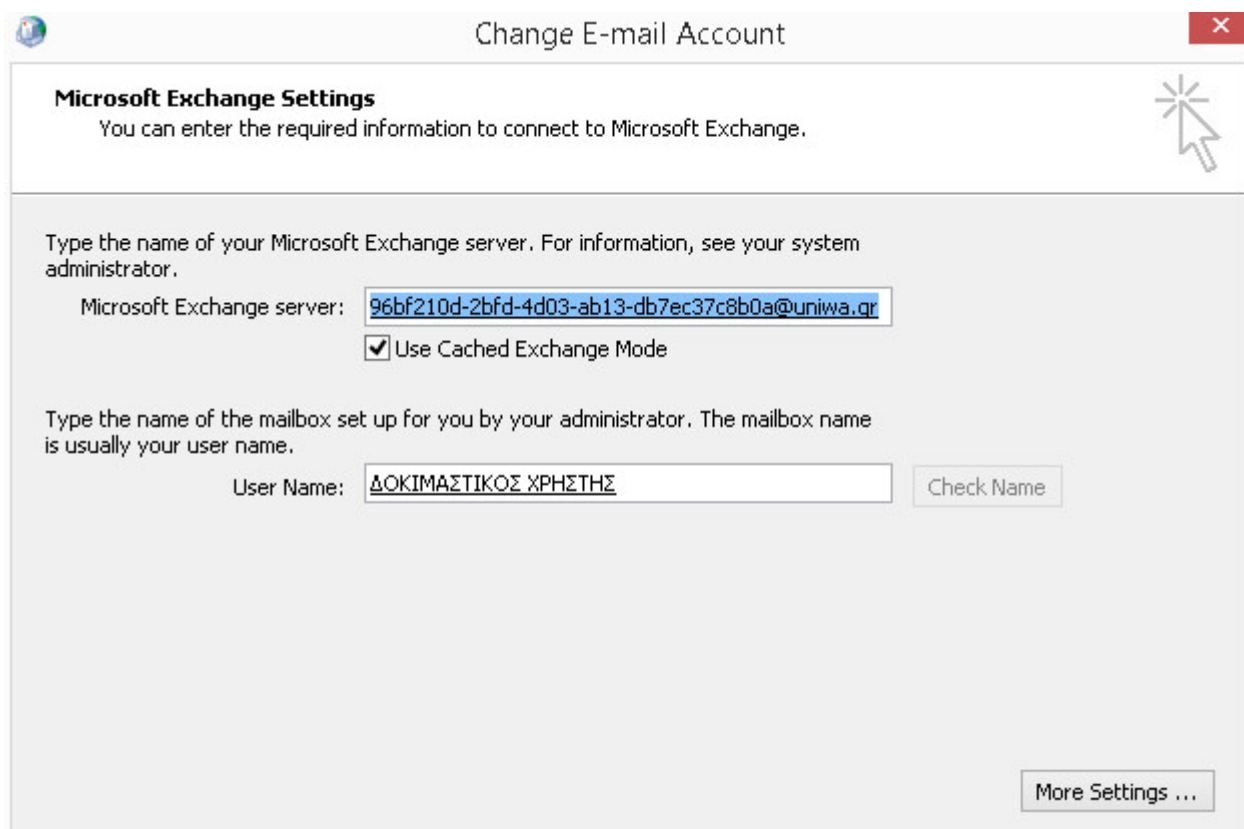 Change E-mail Account
Microsoft Exchange Settings
You can enter the required information to connect to Microsoft Exchange.
Type the name of your Microsoft Exchange server. For information, see your system
administrator.
Microsoft Exchange server: 96bf210d-2bfd-4d03-ab13-db7ec37c8b0a@uniwa.gr
Use Cached Exchange Mode
Type the name of the mailbox set up for you by your administrator. The mailbox name
is usually your user name.
User Name: ΔΟΚΙΜΑΣΤΙΚΟΣ ΧΡΗΣΤΗΣ Check Name
More Settings ...